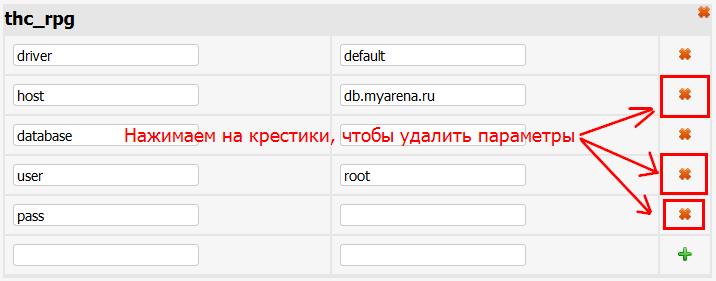 thc_rpg
driver default
host db.myarena.ru
database Нажимаем на крестики, чтобы удалить параметры
user root
pass